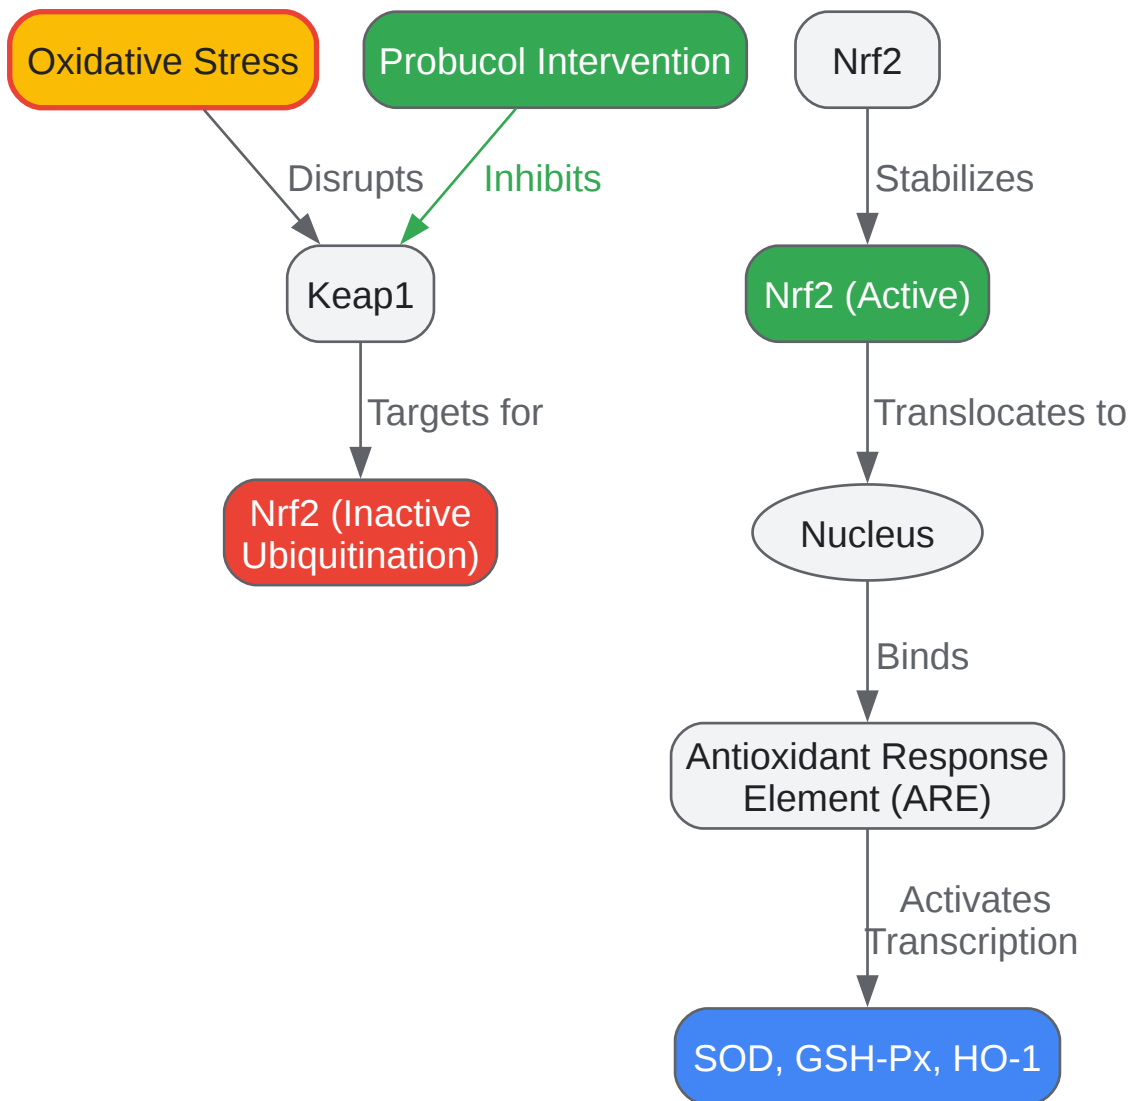 Oxidative Stress
Probucol Intervention
Nrf2
Disrupts
Inhibits
Stabilizes
Keap1
Nrf2 (Active)
Targets for
Translocates to
Nrf2 (Inactive
Ubiquitination)
Nucleus
Binds
Antioxidant Response
Element (ARE)
Activates
Transcription
SOD, GSH-Px, HO-1